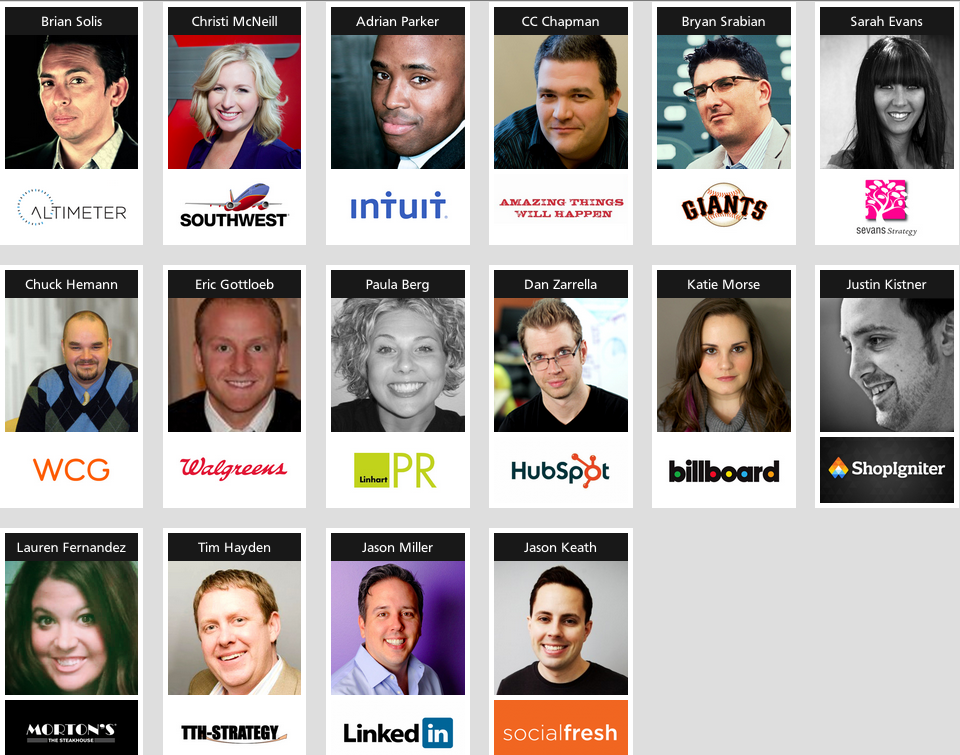 Brian Solis
Christi McNeill
Adrian Parker
CC Chapman
Bryan Srabian
Sarah Evans
ALTIMETER
SOUTHWEST
intuit
AMAZING THINGS
WILL HAPPEN
GIANTS
sevans Strategy
Chuck Hemann
Eric Gottloeb
Paula Berg
Dan Zarrella
Katie Morse
Justin Kistner
WCG
Walgreens
Linhart PR
HubSpot
billboard
ShopIgniter
Lauren Fernandez
Tim Hayden
Jason Miller
Jason Keath
MORTON'S
THE STEAKHOUSE
TTH-STRATEGY
Linked in
socialfresh